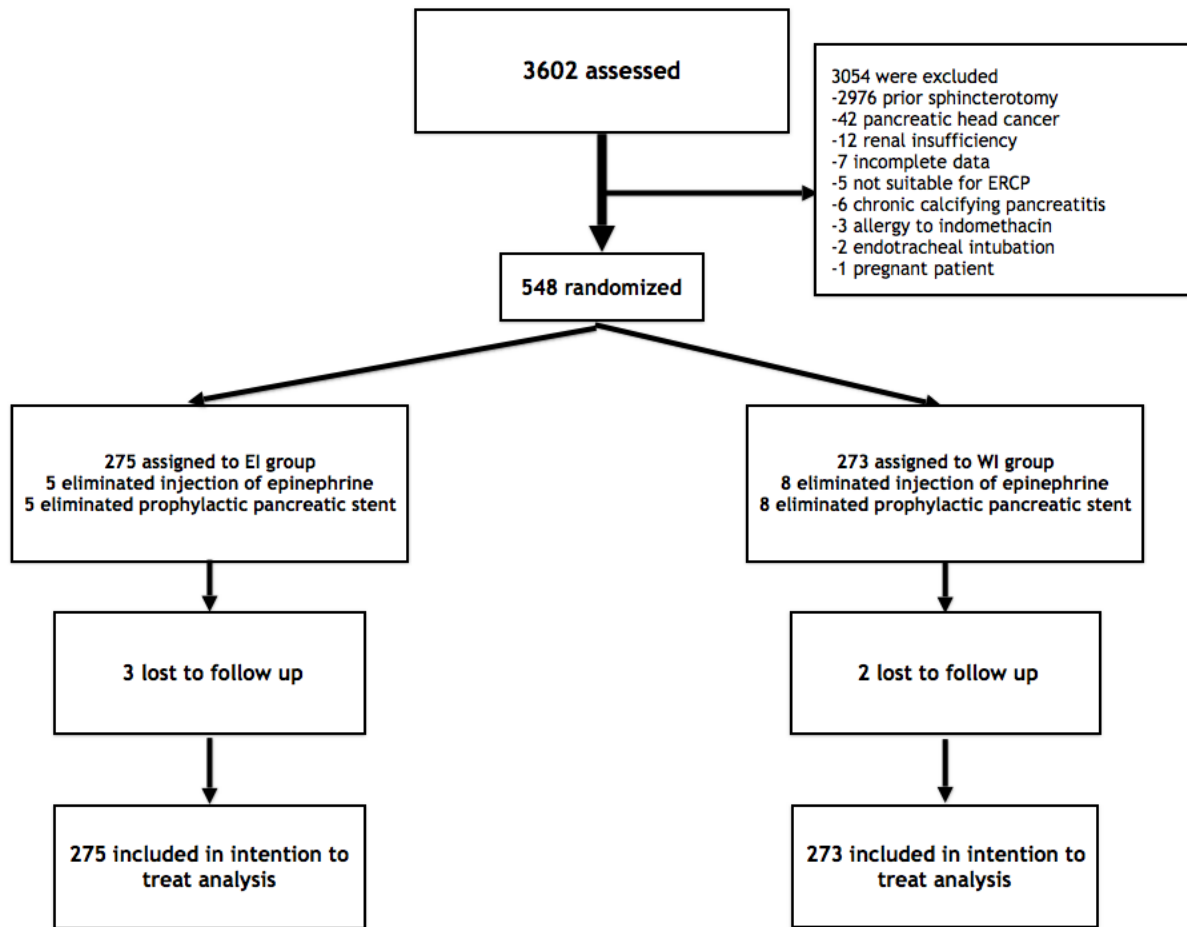 3602 assessed
3054 were excluded
-2976 prior sphincterotomy
-42 pancreatic head cancer
-12 renal insufficiency
-7 incomplete data
-5 not suitable for ERCP
-6 chronic calcifying pancreatitis
-3 allergy to indomethacin
-2 endotracheal intubation
-1 pregnant patient
548 randomized
275 assigned to EI group
5 eliminated injection of epinephrine
5 eliminated prophylactic pancreatic stent
273 assigned to WI group
8 eliminated injection of epinephrine
8 eliminated prophylactic pancreatic stent
3 lost to follow up
2 lost to follow up
275 included in intention to
treat analysis
273 included in intention to
treat analysis